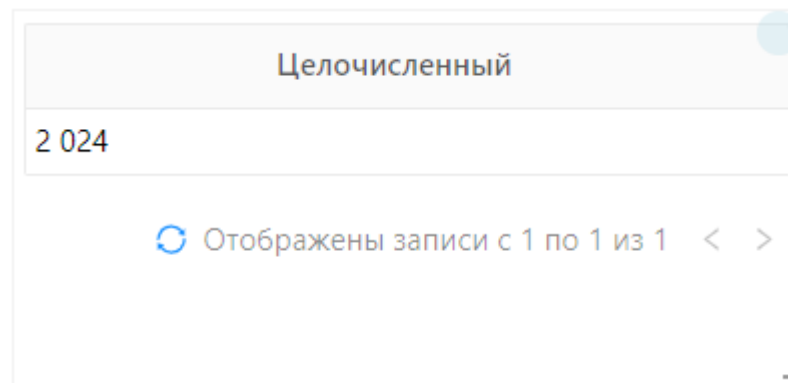 Целочисленный
2 024
Отображены записи с 1 по 1 из 1 < >